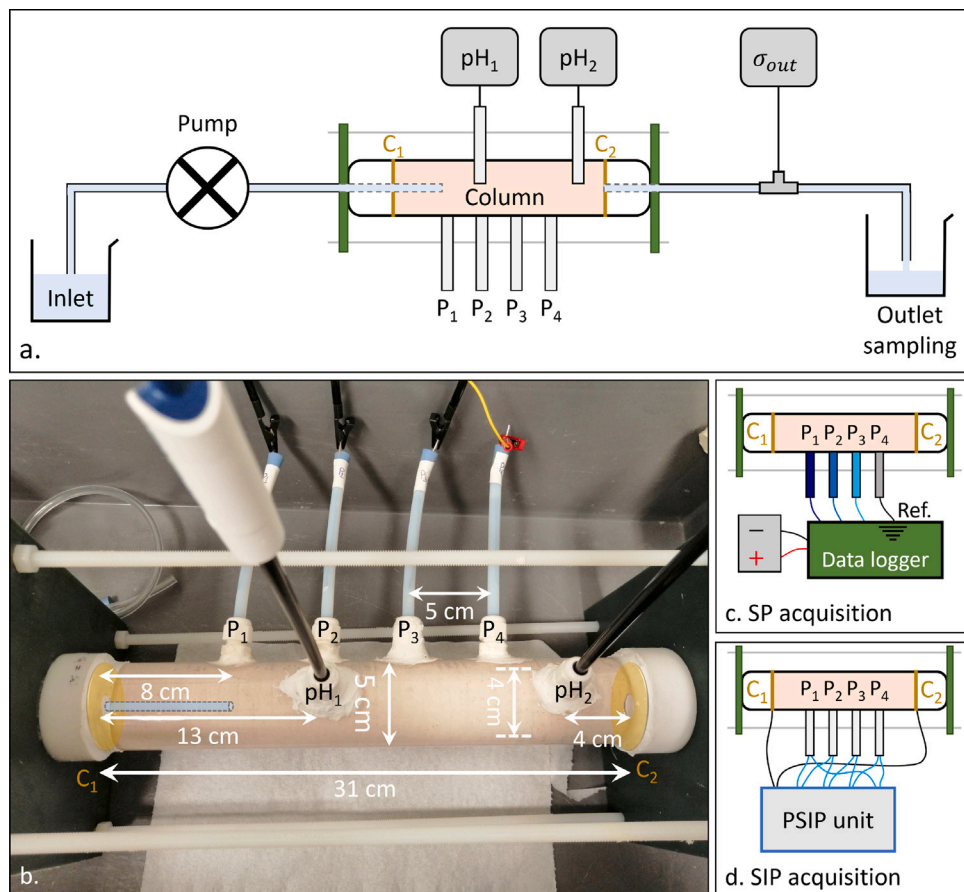 pH₁
pH₂
σₒᵤₜ
Pump
C₁
C₂
Column
Inlet
P₁ P₂ P₃ P₄
Outlet
sampling
a.
5 cm
P₁ P₂ P₃ P₄
8 cm
pH₁
5 cm
4 cm
pH₂
13 cm
4 cm
C₁
31 cm
C₂
b.
C₁ P₁ P₂ P₃ P₄ C₂
Ref.
−
+
Data logger
c. SP acquisition
C₁ P₁ P₂ P₃ P₄ C₂
PSIP unit
d. SIP acquisition